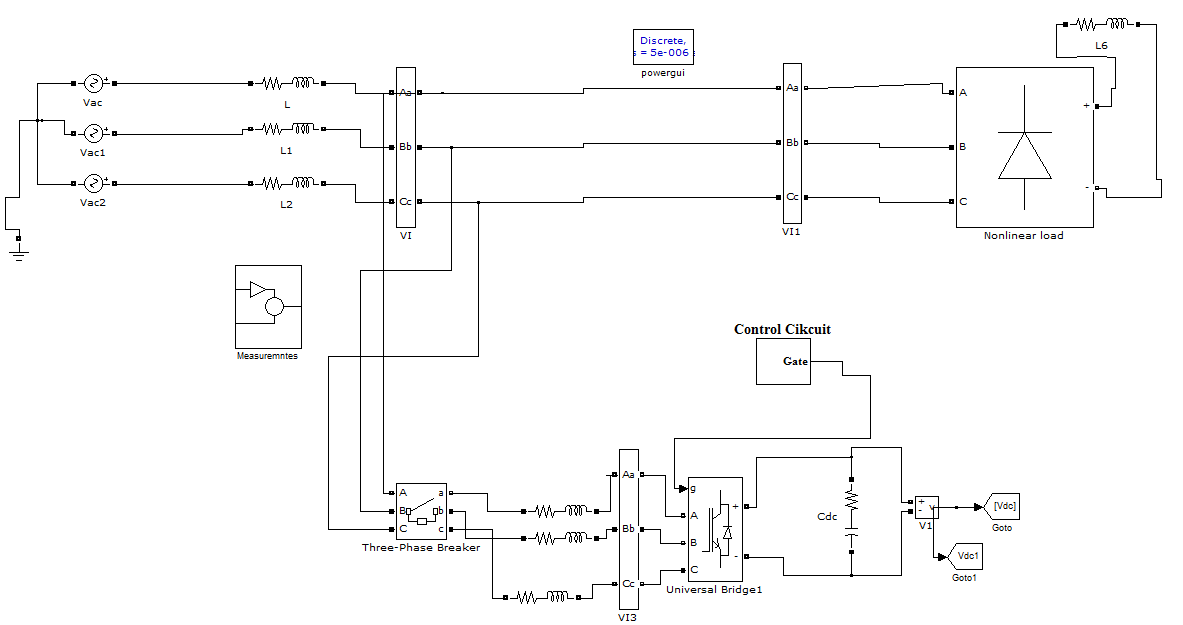 Discrete,
s = 5e-006 s
powergui
L6
Vac
L
Aa
Aa
A
+
Vac1
L1
Bb
Bb
B
Vac2
L2
Cc
Cc
C
-
VI
VI1
Nonlinear load
Measuremntes
Control Cikcuit
Gate
Aa
g
A
a
A
+
[Vdc]
B
b
Bb
B
Cdc
+
-
v
V1
Goto
C
c
-
Three-Phase Breaker
Vdc1
Cc
C
Goto1
Universal Bridge1
VI3